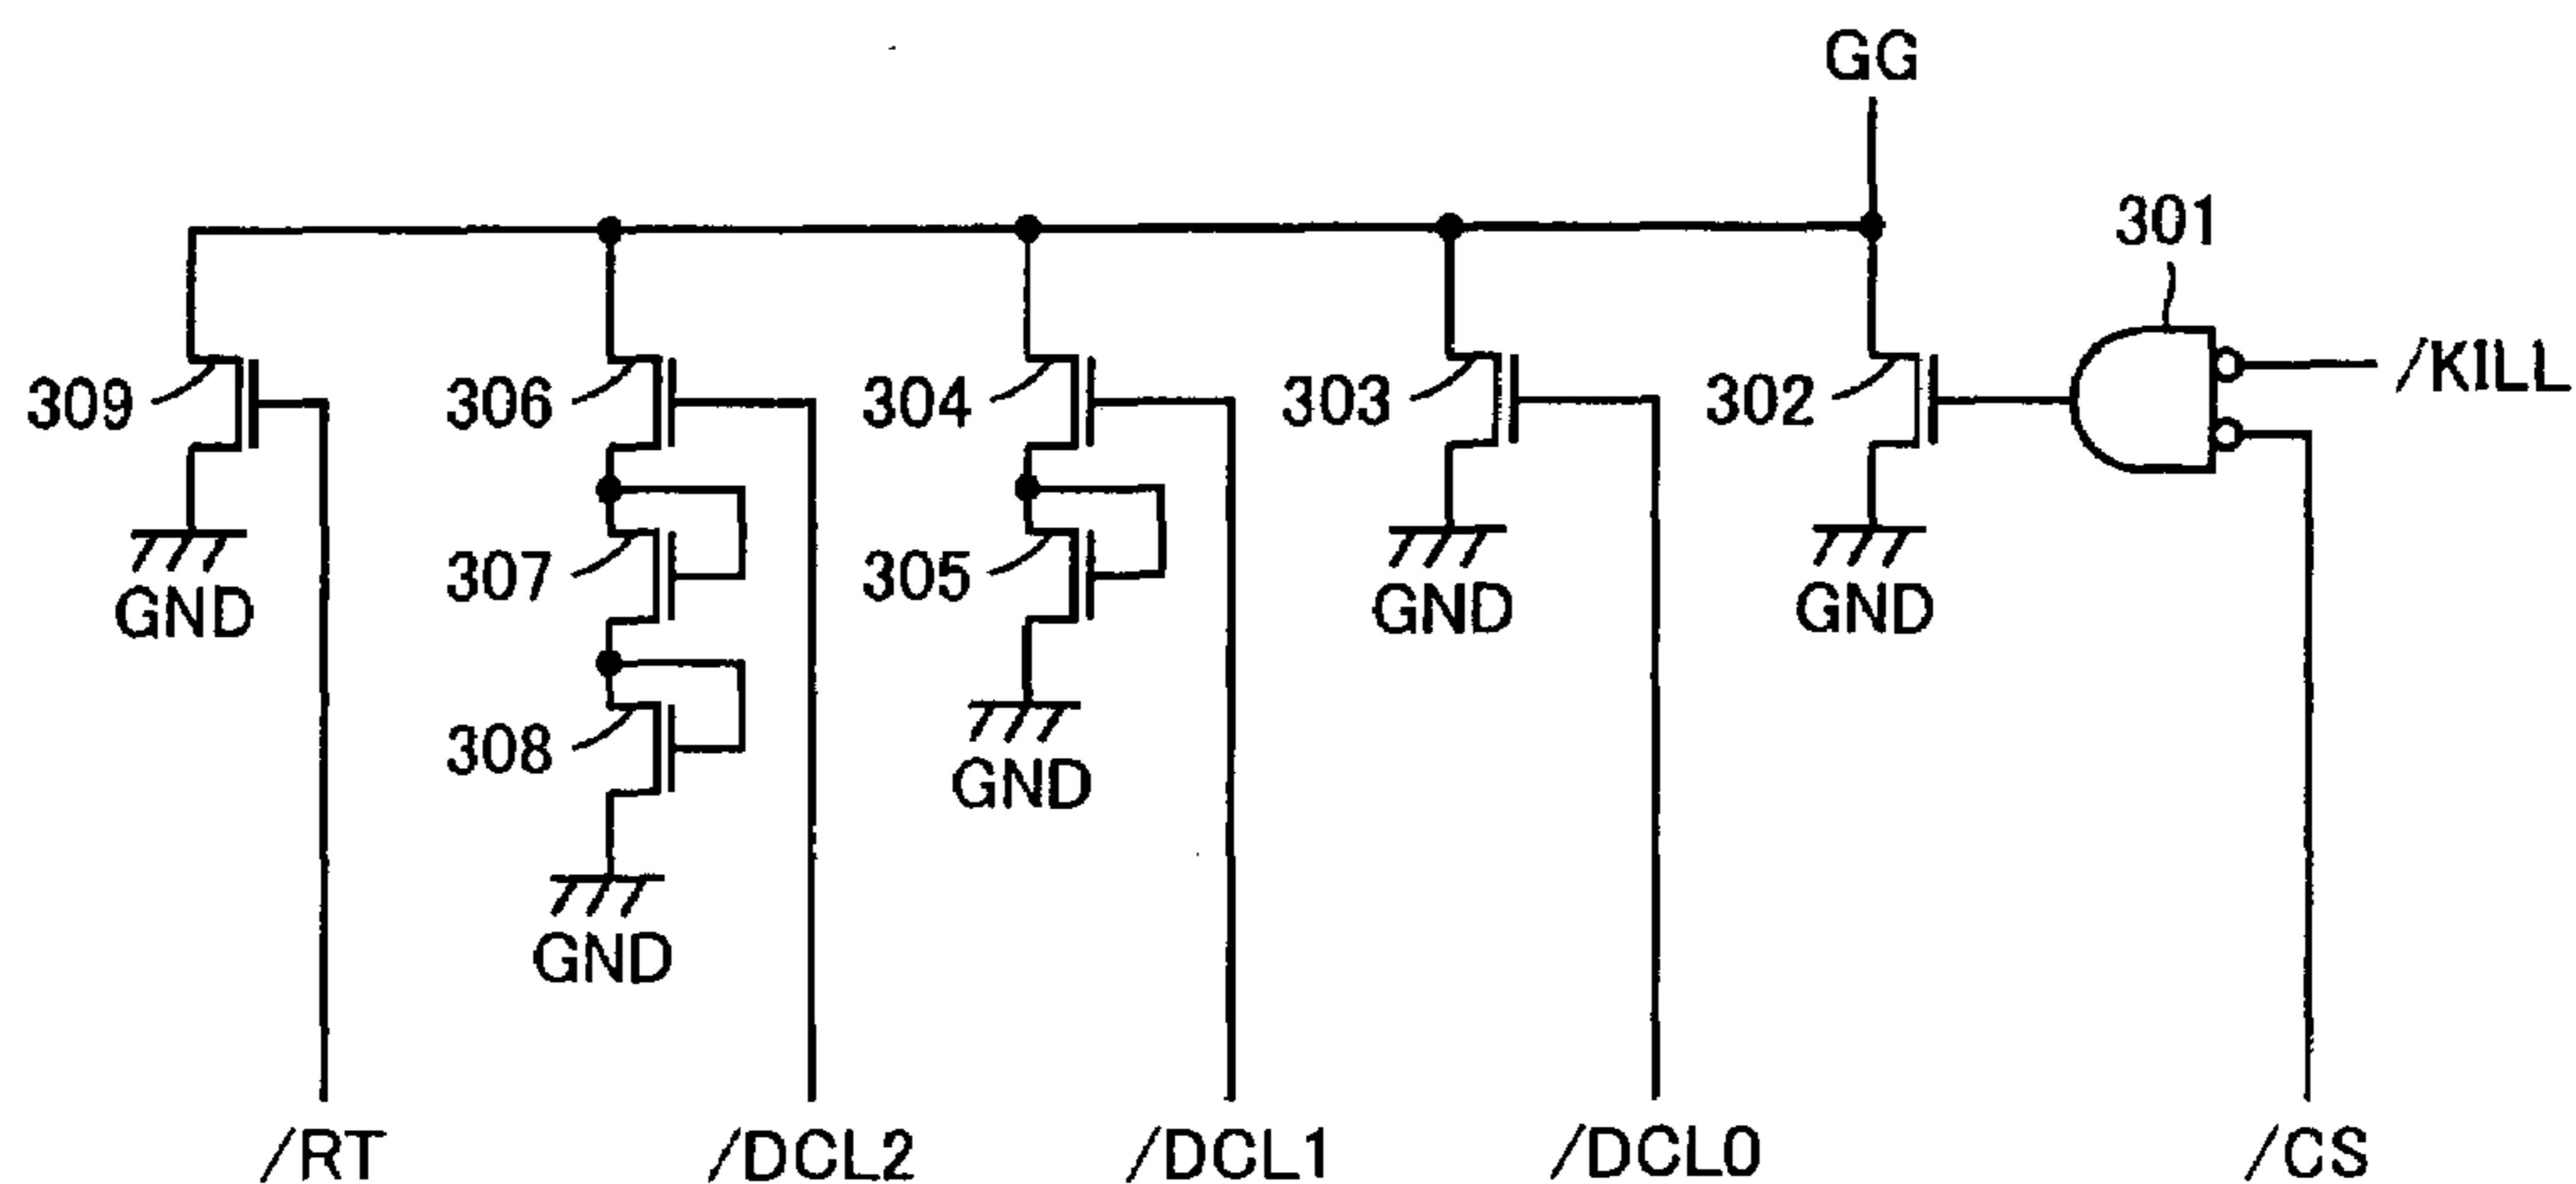 GG
301
/KILL
309
306
304
303
302
307
305
GND
GND
GND
308
GND
GND
/RT
/DCL2
/DCL1
/DCL0
/CS